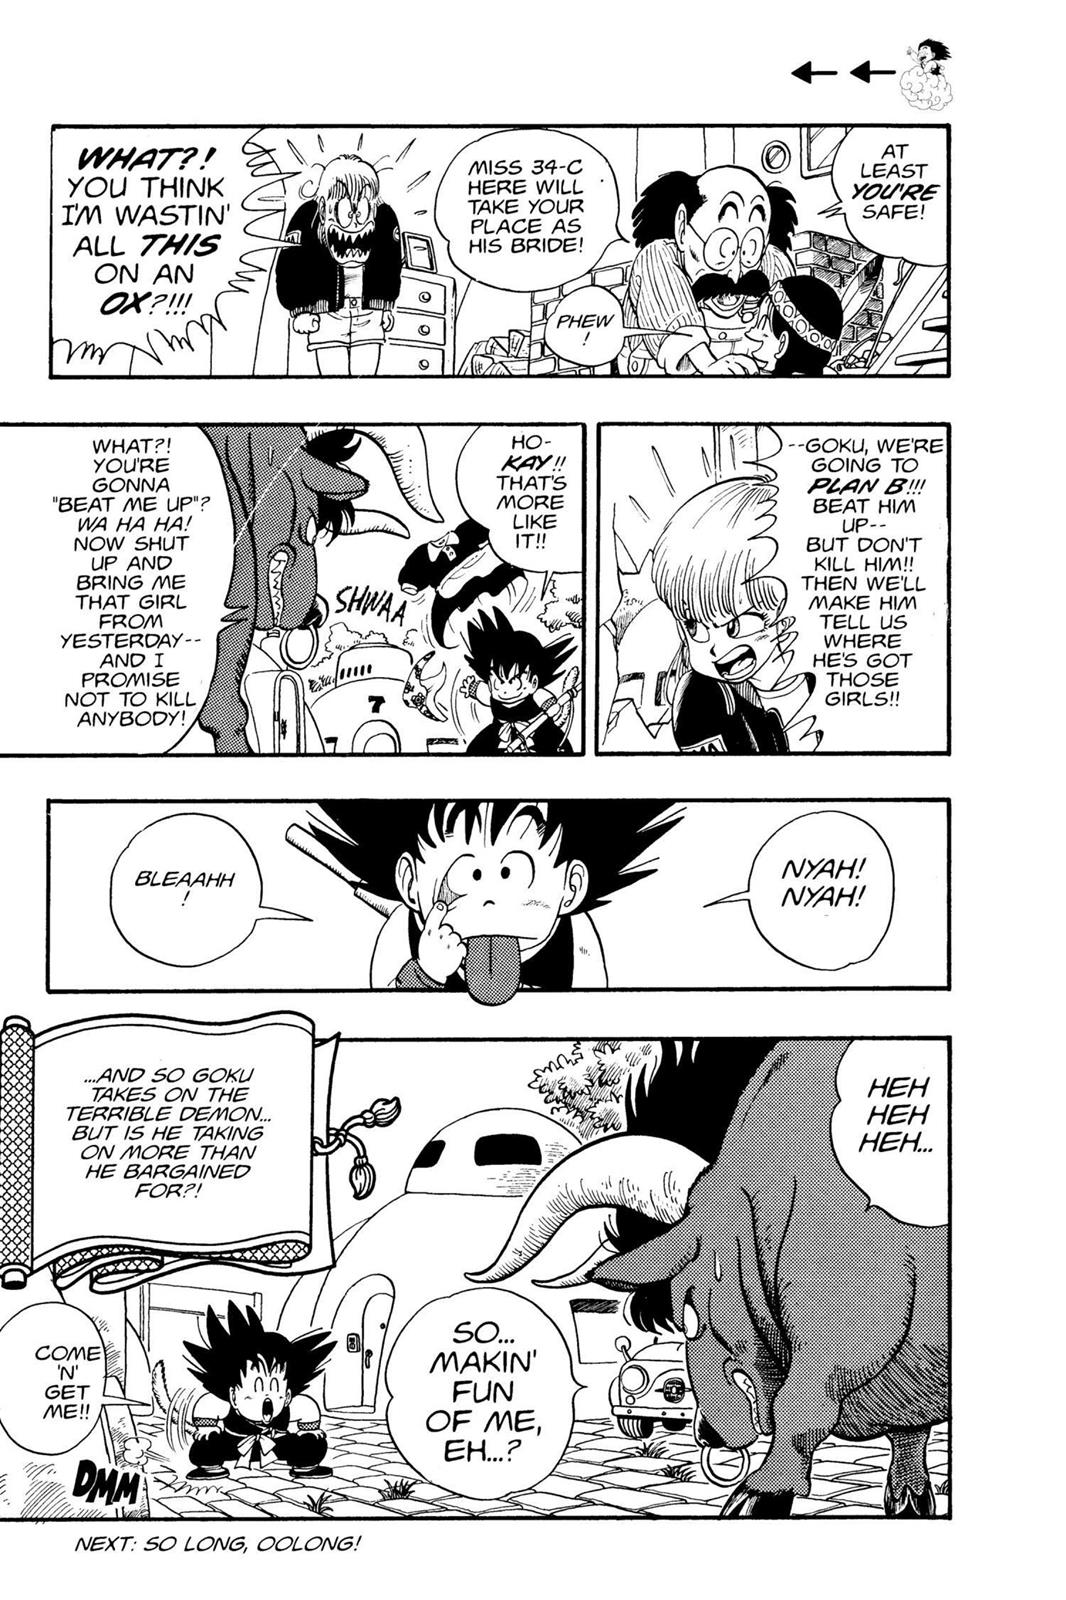 AT
LEAST
YOU'RE
SAFE!
MISS 34-C
HERE WILL
TAKE YOUR
PLACE AS
HIS BRIDE!
PHEW
!
WHAT?!
YOU THINK
I'M WASTIN'
ALL THIS
ON AN
OX?!!!
--GOKU, WE'RE
GOING TO
PLAN B!!!
BEAT HIM
UP--
BUT DON'T
KILL HIM!!
THEN WE'LL
MAKE HIM
TELL US
WHERE
HE'S GOT
THOSE
GIRLS!!
HO-
KAY!!
THAT'S
MORE
LIKE
IT!!
SHWAA
7
WHAT?!
YOU'RE
GONNA
"BEAT ME UP"?
WA HA HA!
NOW SHUT
UP AND
BRING ME
THAT GIRL
FROM
YESTERDAY--
AND I
PROMISE
NOT TO KILL
ANYBODY!
NYAH!
NYAH!
BLEAAHH
!
HEH
HEH
HEH...
SO...
MAKIN'
FUN
OF ME,
EH...?
...AND SO GOKU
TAKES ON THE
TERRIBLE DEMON...
BUT IS HE TAKING
ON MORE THAN
HE BARGAINED
FOR?!
COME
'N'
GET
ME!!
DMM
NEXT: SO LONG, OOLONG!